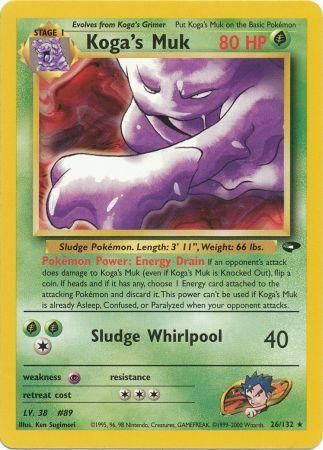 Evolves from Koga's Grimer Put Koga's Muk on the Basic Pokémon
STAGE 1
Koga's Muk 80 HP
Sludge Pokémon. Length: 3' 11", Weight: 66 lbs.
Pokémon Power: Energy Drain If an opponent's attack
does damage to Koga's Muk (even if Koga's Muk is Knocked Out), flip a
coin. If heads and if it has any, choose 1 Energy card attached to the
attacking Pokémon and discard it. This power can't be used if Koga's Muk
is already Asleep, Confused, or Paralyzed when your opponent attacks.
Sludge Whirlpool 40
weakness resistance
retreat cost
LV. 38 #89
Illus. Ken Sugimori ©1995, 96, 98 Nintendo, Creatures, GAMEFREAK. ©1999-2000 Wizards. 26/132 ★